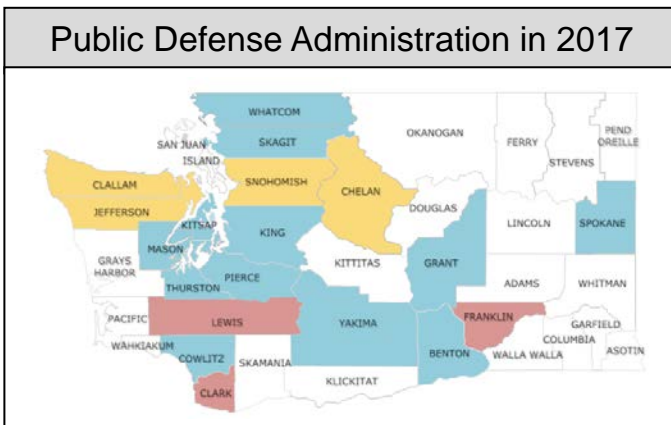 Public Defense Administration in 2017
WHATCOM
SAN JUAN
SKAGIT
ISLAND
OKANOGAN
FERRY
STEVENS
PEND
OREILLE
CLALLAM
SNOHOMISH
CHELAN
JEFFERSON
KITSAP
DOUGLAS
LINCOLN
SPOKANE
MASON
KING
GRAYS
HARBOR
KITTITAS
GRANT
PIERCE
THURSTON
ADAMS
WHITMAN
PACIFIC
LEWIS
YAKIMA
FRANKLIN
GARFIELD
COLUMBIA
WAHKIAKUM
COWLITZ
SKAMANIA
BENTON
WALLA WALLA
ASOTIN
CLARK
KLICKITAT